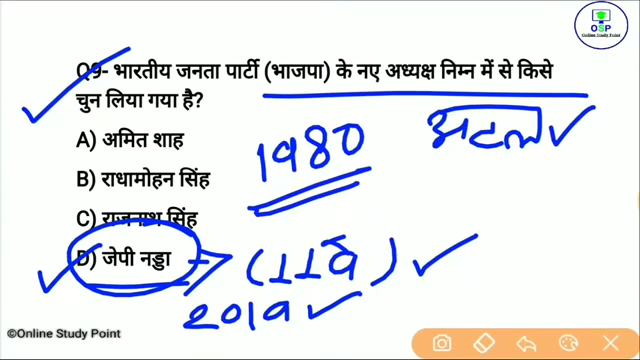 OSP
Online Study Point
Q9- भारतीय जनता पार्टी (भाजपा) के नए अध्यक्ष निम्न में से किसे
चुन लिया गया है?
A) अमित शाह
1980
अटल
B) राधामोहन सिंह
C) राजनाथ सिंह
D) जेपी नड्डा
(11वे)
2019
©Online Study Point